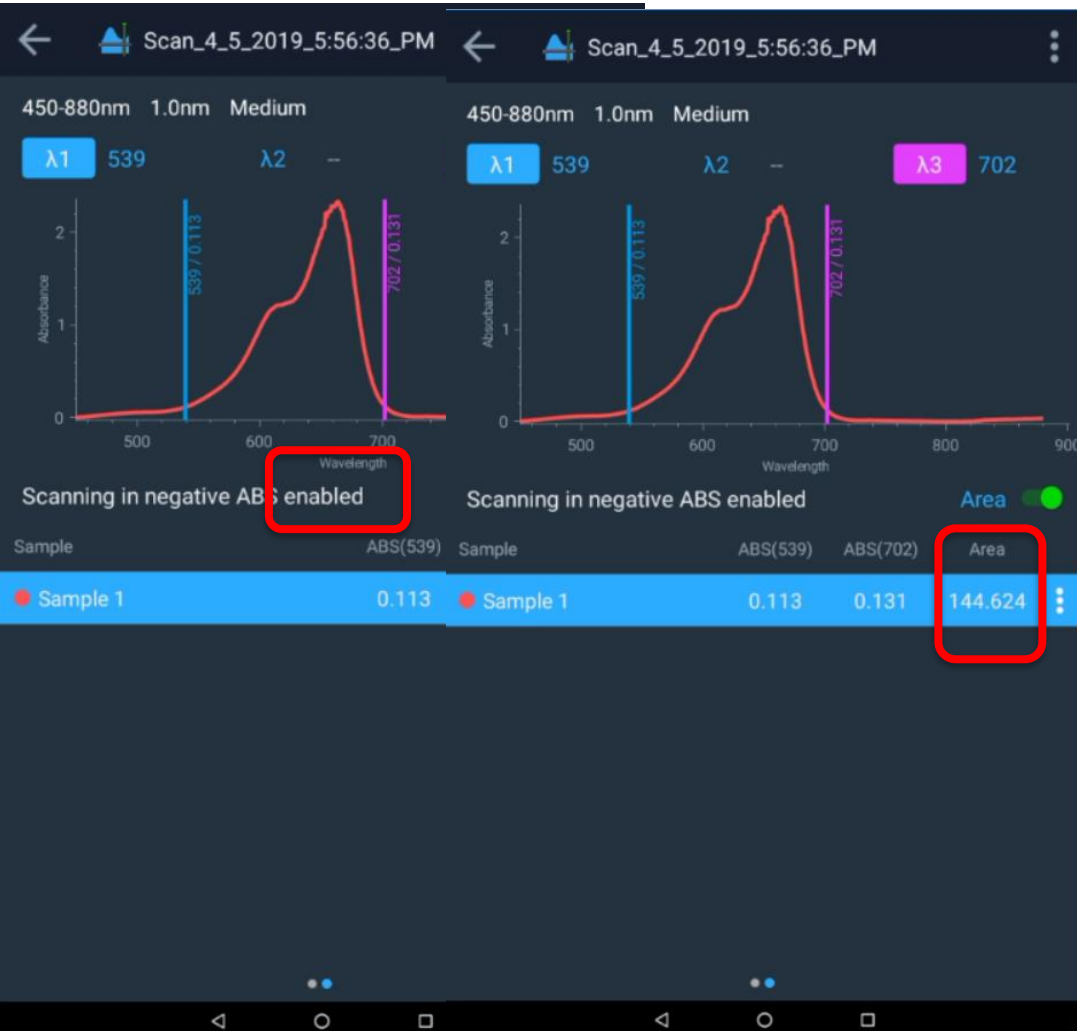 Scan_4_5_2019_5:56:36_PM
450-880nm 1.0nm Medium
λ1 539 λ2 --
2
1
0
Absorbance
539 / 0.113
702 / 0.131
500 600 700
Wavelength
Scanning in negative ABS enabled
Sample ABS(539)
Sample 1 0.113
Scan_4_5_2019_5:56:36_PM
450-880nm 1.0nm Medium
λ1 539 λ2 -- λ3 702
2
1
0
Absorbance
539 / 0.113
702 / 0.131
500 600 700 800 900
Wavelength
Scanning in negative ABS enabled Area
Sample ABS(539) ABS(702) Area
Sample 1 0.113 0.131 144.624